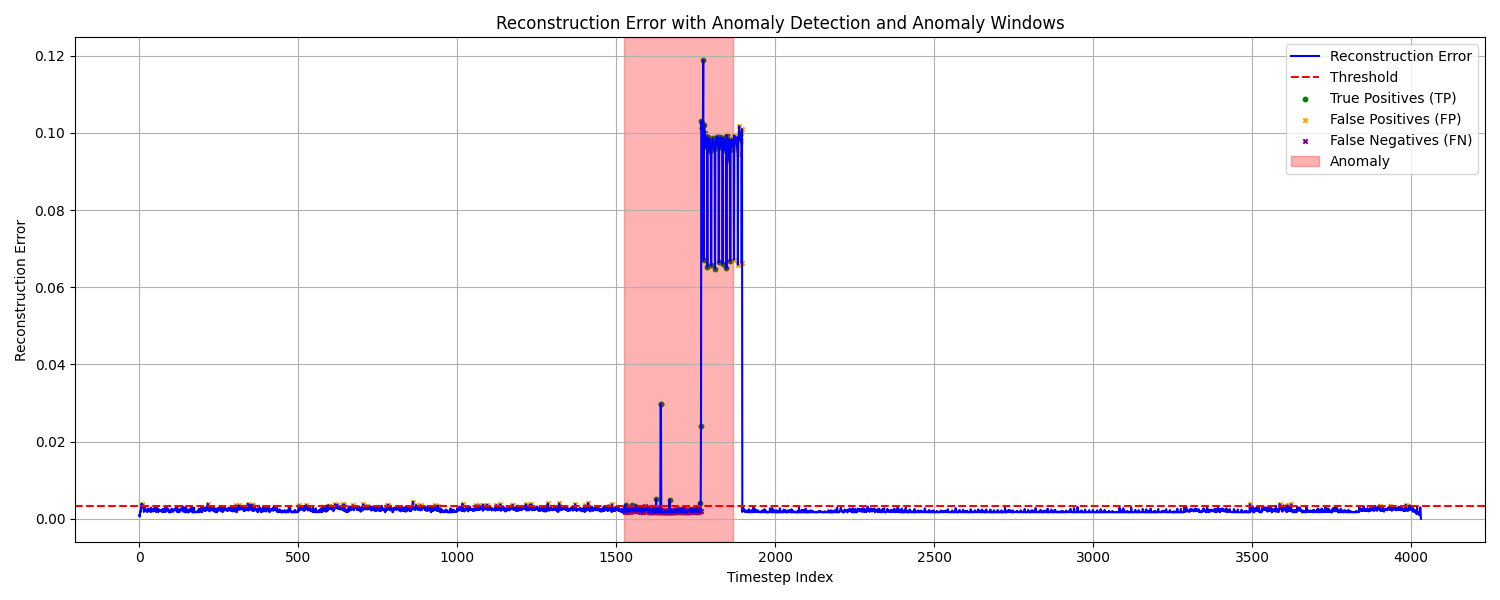 Reconstruction Error with Anomaly Detection and Anomaly Windows
Reconstruction Error
Threshold
True Positives (TP)
False Positives (FP)
False Negatives (FN)
Anomaly
Reconstruction Error
0.12
0.10
0.08
0.06
0.04
0.02
0.00
0 500 1000 1500 2000 2500 3000 3500 4000
Timestep Index